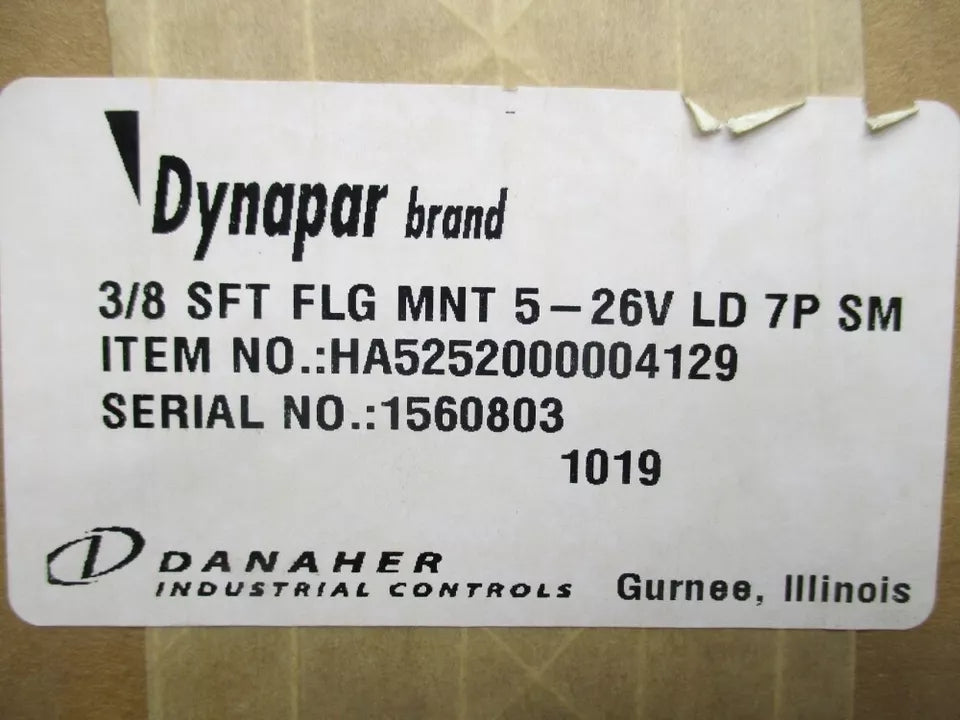 Dynapar brand
3/8 SFT FLG MNT 5-26V LD 7P SM
ITEM NO.:HA5252000004129
SERIAL NO.:1560803
1019
DANAHER
INDUSTRIAL CONTROLS Gurnee, Illinois